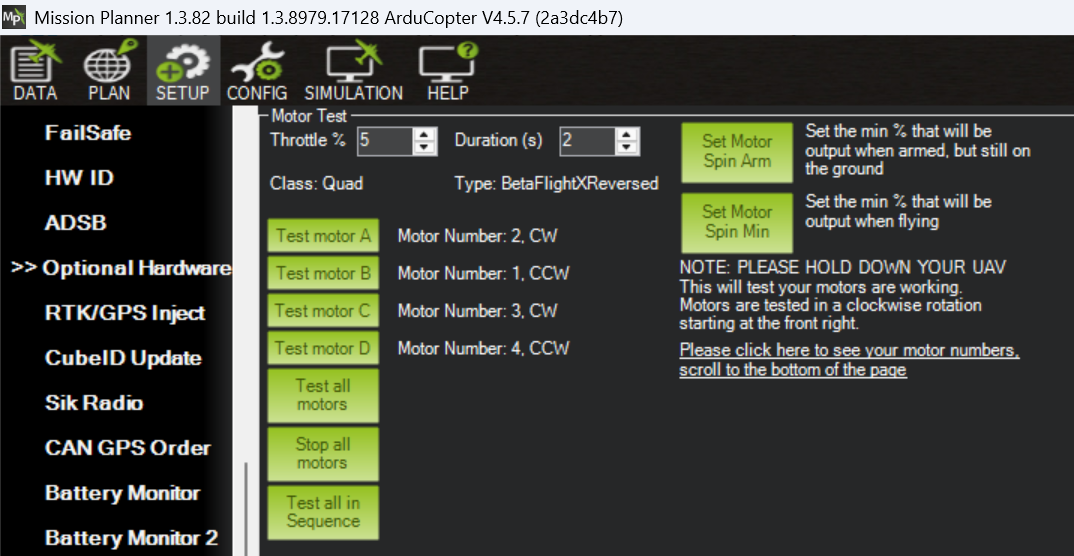 Mission Planner 1.3.82 build 1.3.8979.17128 ArduCopter V4.5.7 (2a3dc4b7)
DATA PLAN SETUP CONFIG SIMULATION HELP
FailSafe
HW ID
ADSB
>> Optional Hardware
RTK/GPS Inject
CubeID Update
Sik Radio
CAN GPS Order
Battery Monitor
Battery Monitor 2
Motor Test
Throttle % 5 Duration (s) 2
Class: Quad Type: BetaFlightXReversed
Test motor A Motor Number: 2, CW
Test motor B Motor Number: 1, CCW
Test motor C Motor Number: 3, CW
Test motor D Motor Number: 4, CCW
Test all
motors
Stop all
motors
Test all in
Sequence
Set Motor
Spin Arm
Set the min % that will be
output when armed, but still on
the ground
Set Motor
Spin Min
Set the min % that will be
output when flying
NOTE: PLEASE HOLD DOWN YOUR UAV
This will test your motors are working.
Motors are tested in a clockwise rotation
starting at the front right.
Please click here to see your motor numbers,
scroll to the bottom of the page